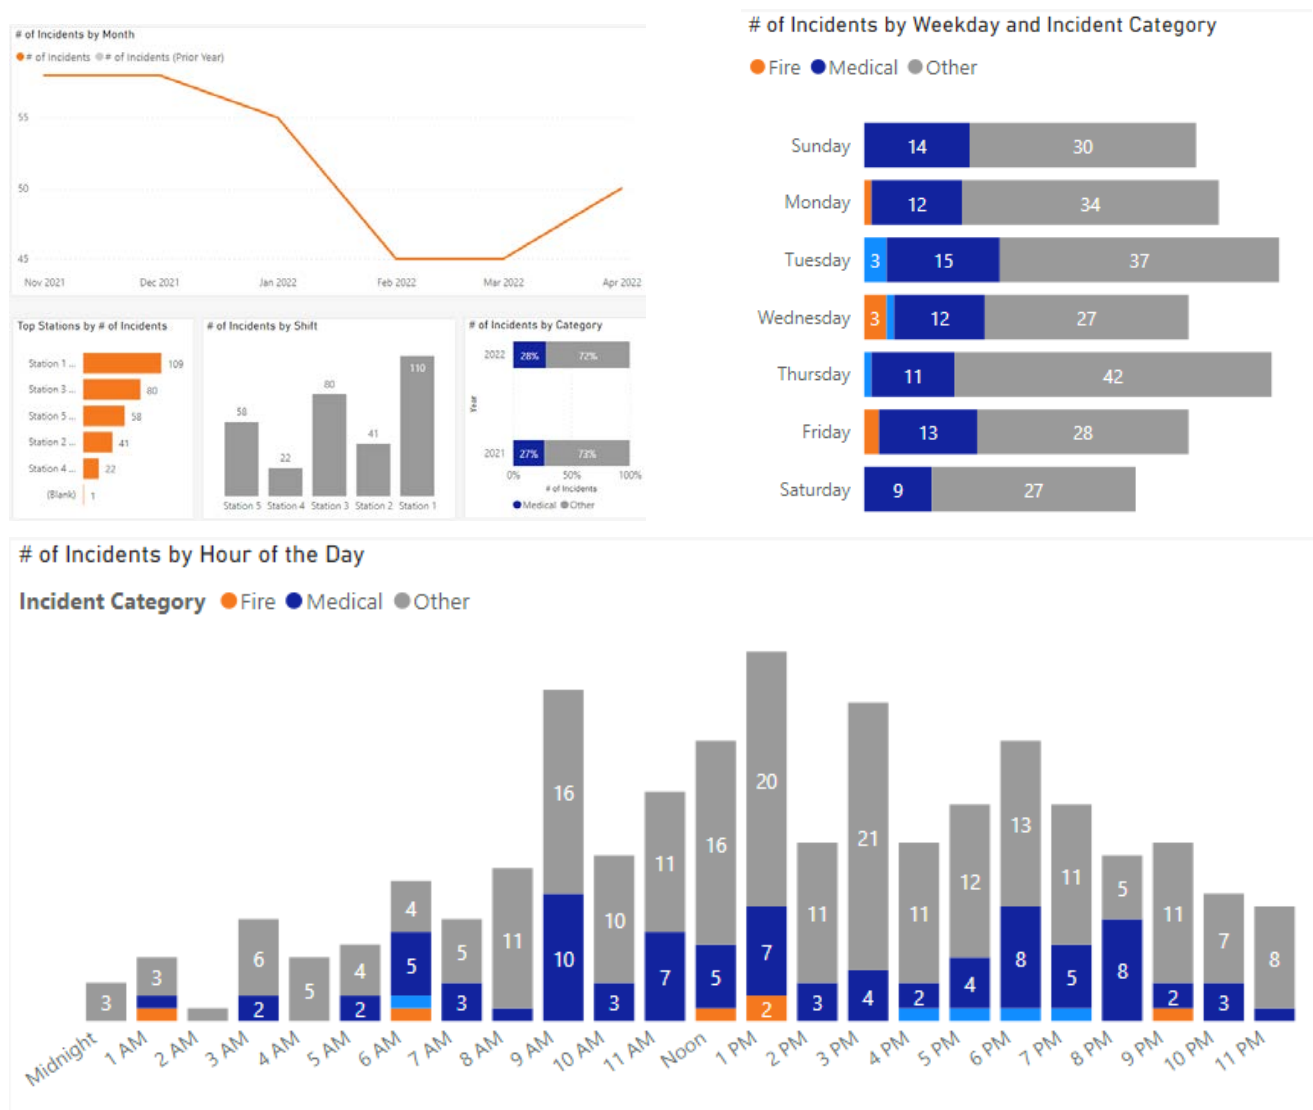 # of Incidents by Month
# of Incidents # of Incidents (Prior Year)
55
50
45
Nov 2021 Dec 2021 Jan 2022 Feb 2022 Mar 2022 Apr 2022
Top Stations by # of Incidents
Station 1 ... 109
Station 3 ... 80
Station 5 ... 58
Station 2 ... 41
Station 4 ... 22
(Blank) 1
# of Incidents by Shift
58 22 80 41 110
Station 5 Station 4 Station 3 Station 2 Station 1
# of Incidents by Category
Year
2022 28% 72%
2021 27% 73%
0% 50% 100%
# of Incidents
Medical Other
# of Incidents by Weekday and Incident Category
Fire Medical Other
Sunday 14 30
Monday 12 34
Tuesday 3 15 37
Wednesday 3 12 27
Thursday 11 42
Friday 13 28
Saturday 9 27
# of Incidents by Hour of the Day
Incident Category Fire Medical Other
3
3
6 2
5
4 2
4 5
5 3
11
16 10
10 3
11 7
16 5
20 7 2
11 3
21 4
11 2
12 4
13 8
11 5
5 8
11 2
7 3
8
Midnight 1 AM 2 AM 3 AM 4 AM 5 AM 6 AM 7 AM 8 AM 9 AM 10 AM 11 AM Noon 1 PM 2 PM 3 PM 4 PM 5 PM 6 PM 7 PM 8 PM 9 PM 10 PM 11 PM